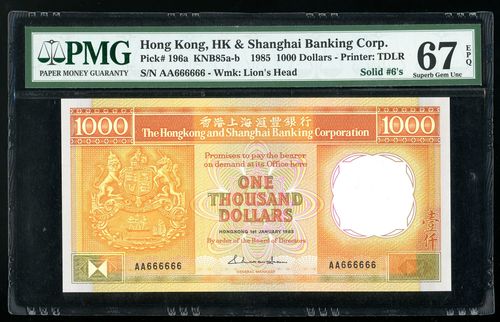 PMG
PAPER MONEY GUARANTY
Hong Kong, HK & Shanghai Banking Corp.
Pick# 196a KNB85a-b 1985 1000 Dollars - Printer: TDLR
S/N AA666666 - Wmk: Lion's Head
Solid #6's
67
EPQ
Superb Gem Unc
1000
香港上海滙豐銀行
1000
The Hongkong and Shanghai Banking Corporation
Promises to pay the bearer
on demand at its Office here
ONE
THOUSAND
DOLLARS
HONGKONG 1ST JANUARY 1985
By order of the Board of Directors
壹仟
AA666666
AA666666
GENERAL MANAGER